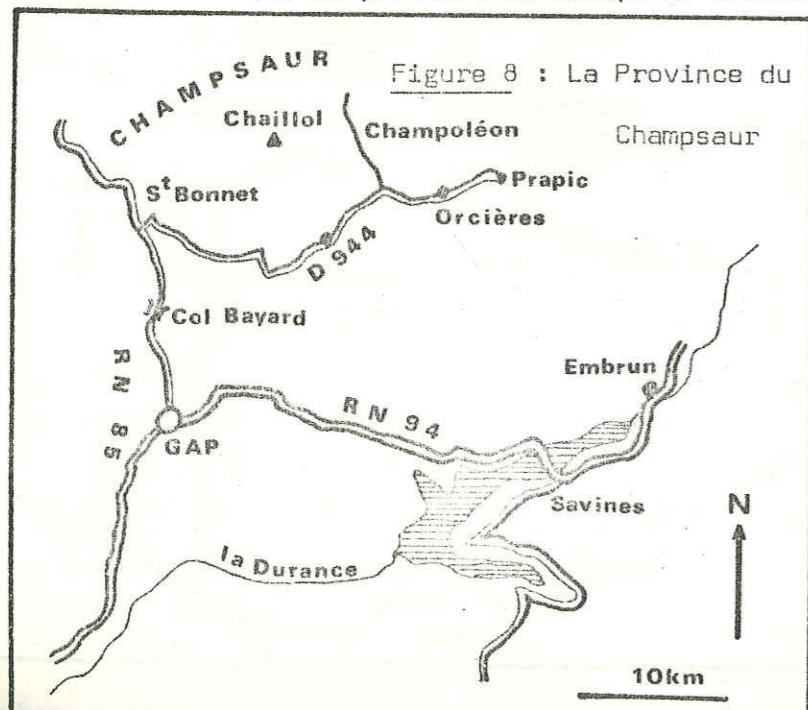 Figure 8 : La Province du
Champsaur
CHAMPSAUR
Chaillol
Champoléon
St Bonnet
Prapic
Orcières
D 944
Col Bayard
Embrun
RN 85
RN 94
GAP
Savines
N
la Durance
10km